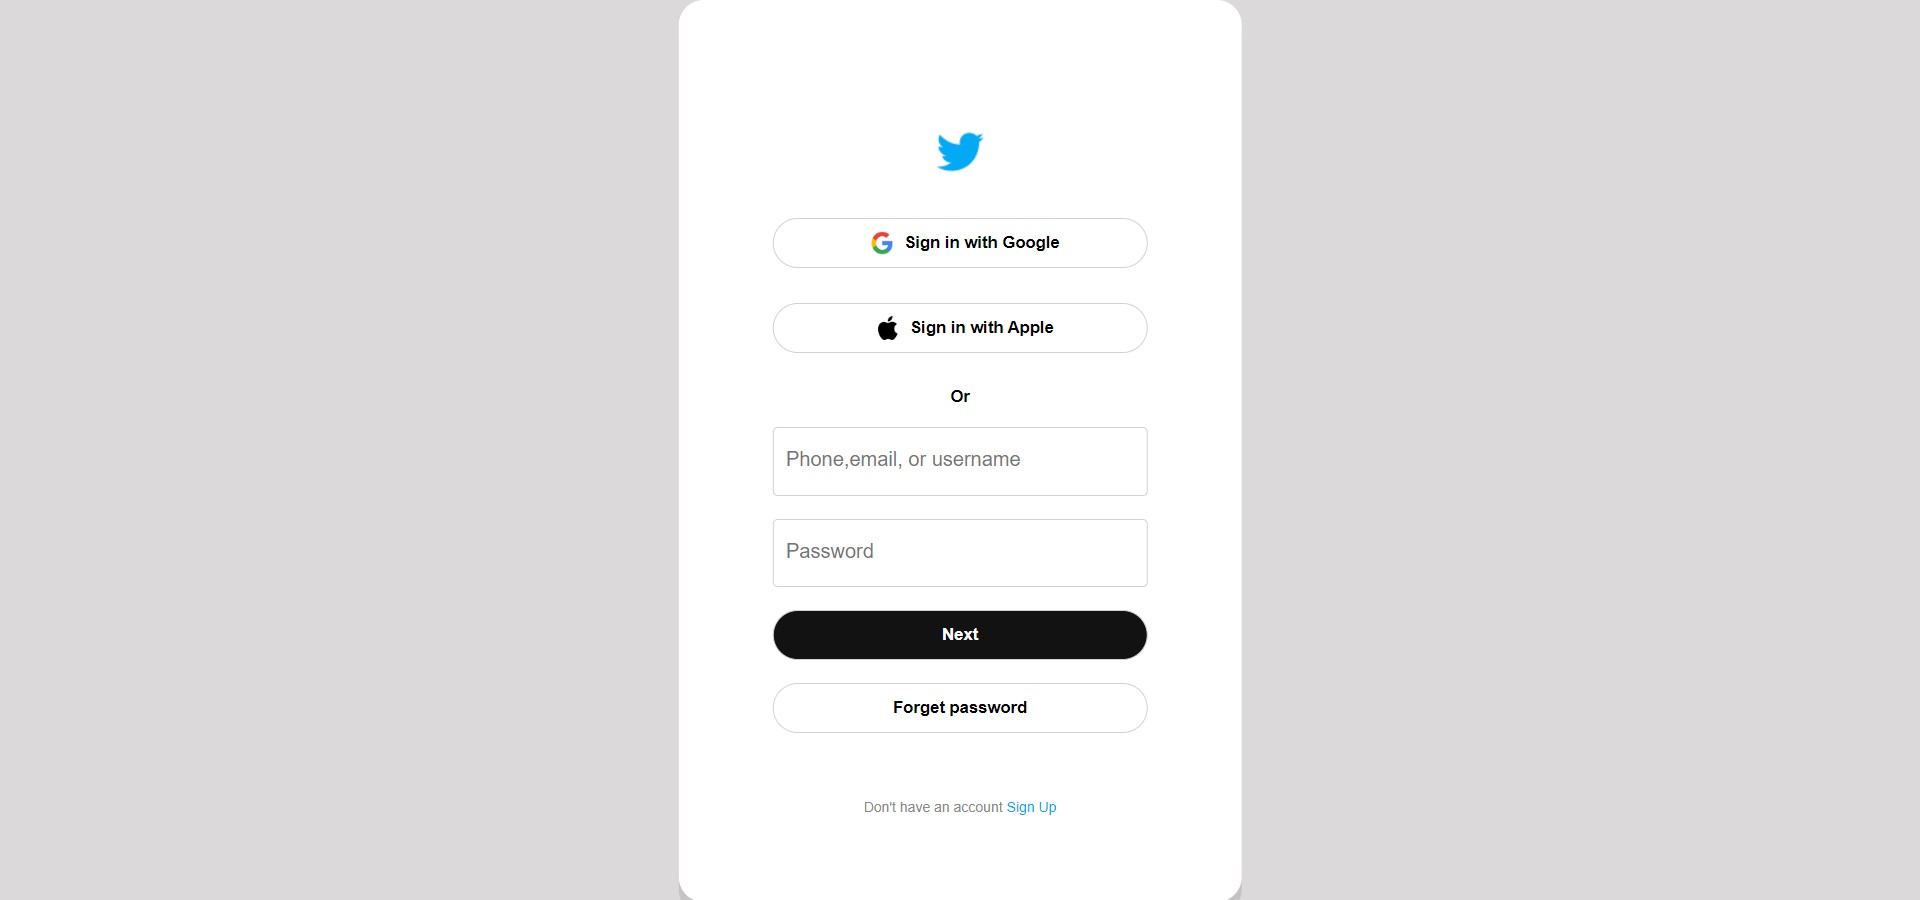 Sign in with Google
Sign in with Apple
Or
Phone,email, or username
Password
Next
Forget password
Don't have an account Sign Up